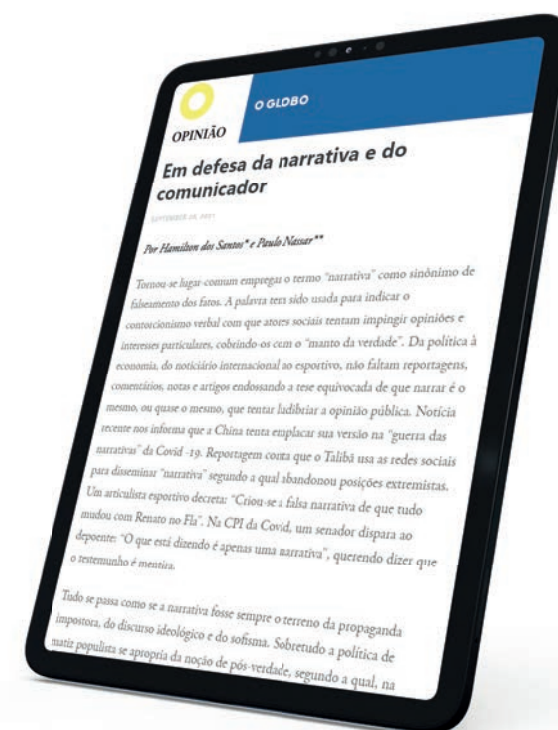 OPINIÃO
O GLOBO
Em defesa da narrativa e do
comunicador
SEPTEMBER 2021
Por Hamilton dos Santos* e Paulo Nassar**
Tornou-se lugar-comum empregar o termo "narrativa" como sinônimo de
falseamento dos fatos. A palavra tem sido usada para indicar o
contorcionismo verbal com que atores sociais tentam impingir opiniões e
interesses particulares, cobrindo-os com o "manto da verdade". Da política à
economia, do noticiário internacional ao esportivo, não faltam reportagens,
comentários, notas e artigos endossando a tese equivocada de que narrar é o
mesmo, ou quase o mesmo, que tentar ludibriar a opinião pública. Notícia
recente nos informa que a China tenta emplacar sua versão na "guerra das
narrativas" da Covid -19. Reportagem conta que o Talibã usa as redes sociais
para disseminar "narrativa" segundo a qual abandonou posições extremistas.
Um articulista esportivo decreta: "Criou-se a falsa narrativa de que tudo
mudou com Renato no Fla". Na CPI da Covid, um senador dispara ao
depoente: "O que está dizendo é apenas uma narrativa", querendo dizer que
o testemunho é mentira.
Tudo se passa como se a narrativa fosse sempre o terreno da propaganda
impostora, do discurso ideológico e do sofisma. Sobretudo a política de
matiz populista se apropria da noção de pós-verdade, segundo a qual, na